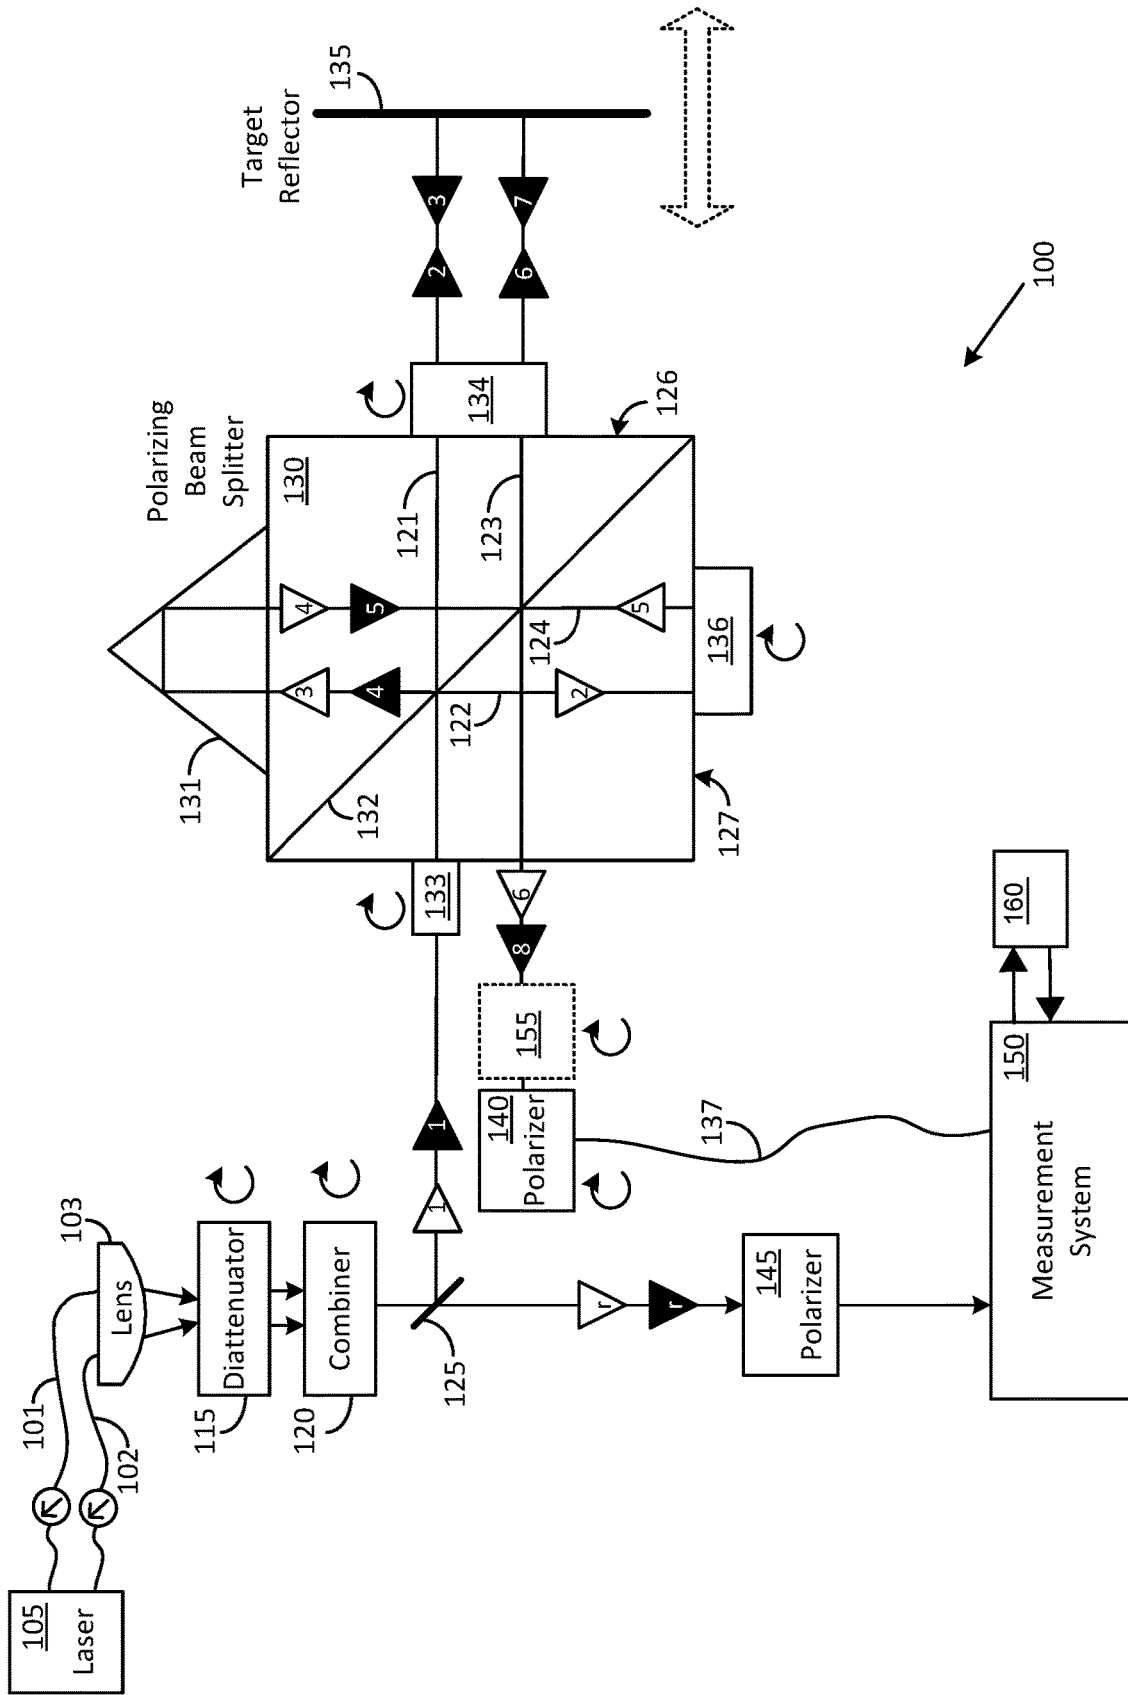 105
Laser
101
102
103
Lens
115
Diattenuator
120
Combiner
125
r
r
145
Polarizer
1
1
140
Polarizer
155
8
6
133
137
Polarizing
Beam
Splitter
130
131
132
3
4
4
5
121
122
123
124
2
5
126
127
134
136
Target
Reflector
135
2
3
6
7
150
Measurement
System
160
100